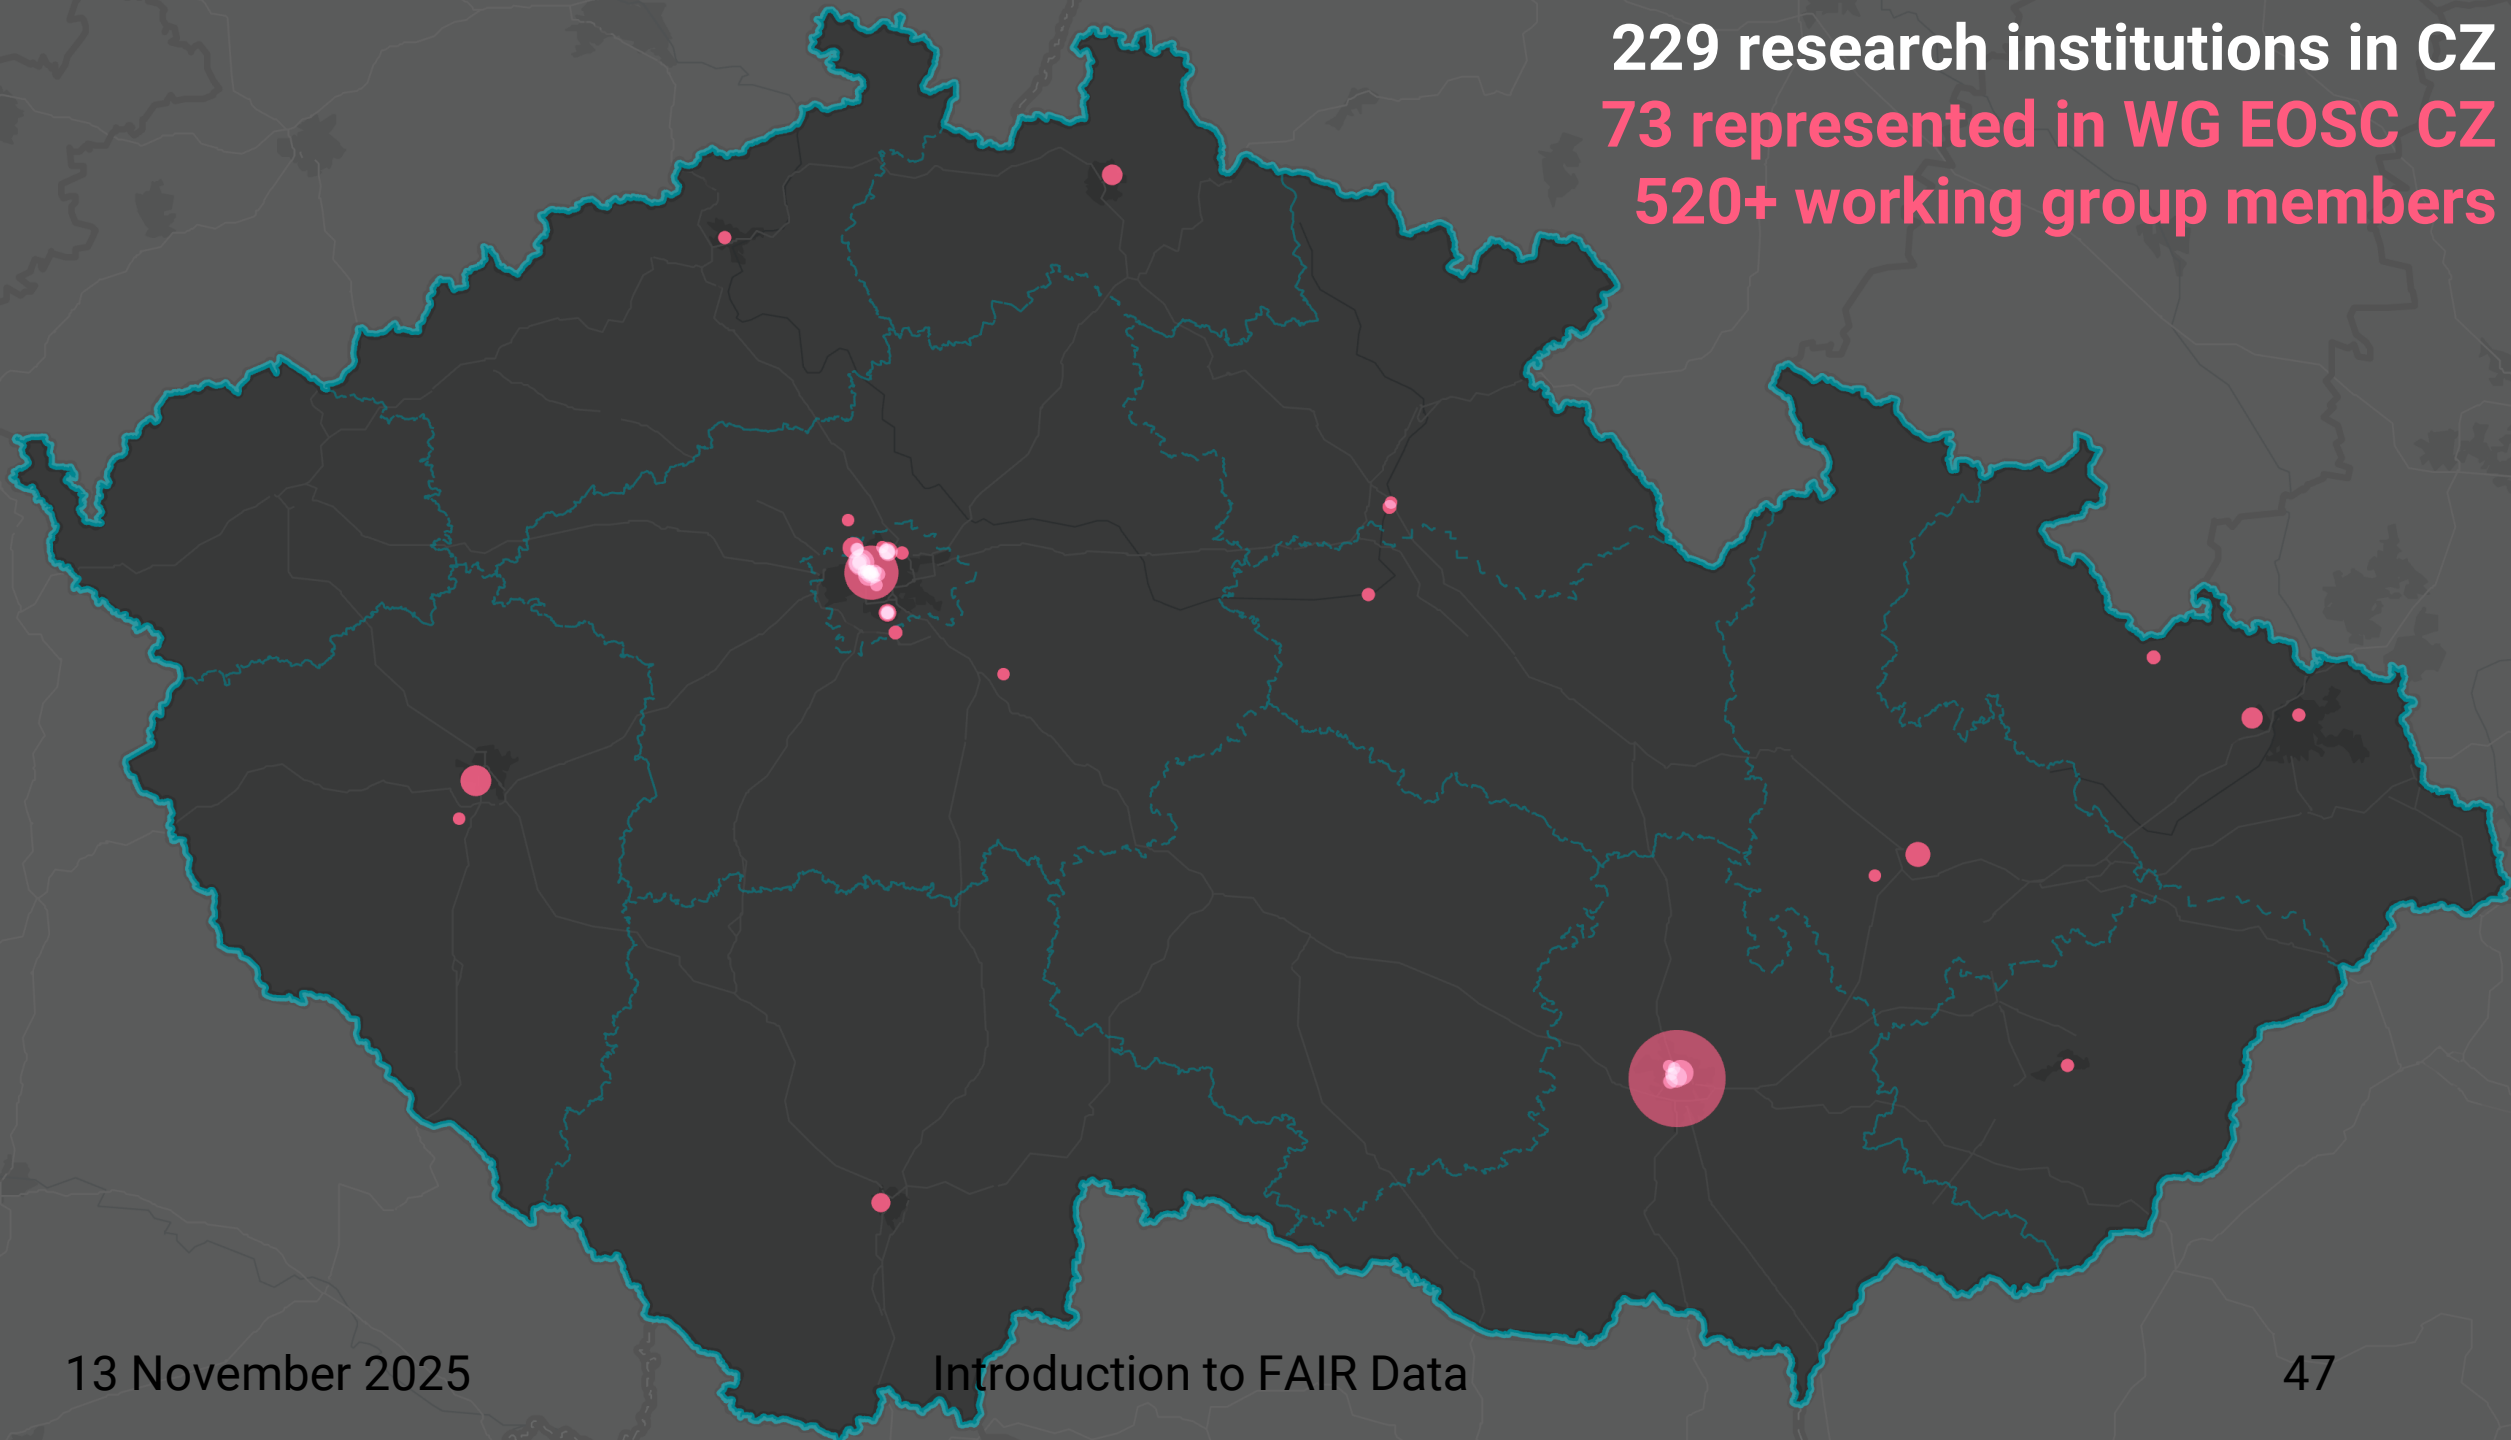 229 research institutions in CZ
73 represented in WG EOSC CZ
520+ working group members
13 November 2025
Introduction to FAIR Data
47